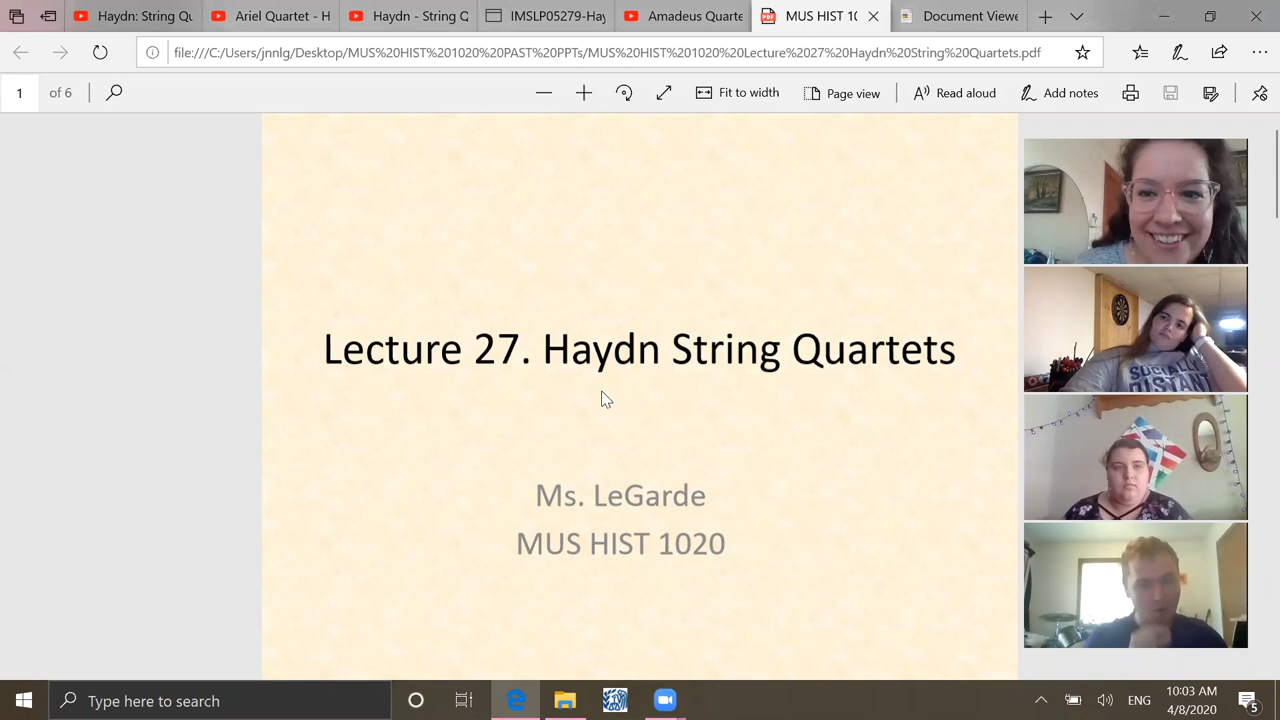 Haydn: String Qu
Ariel Quartet - H
Haydn - String Q
IMSLP05279-Hay
Amadeus Quarte
MUS HIST 10
Document Viewe
file:///C:/Users/jnnlg/Desktop/MUS%20HIST%201020%20PAST%20PPTs/MUS%20HIST%201020%20Lecture%2027%20Haydn%20String%20Quartets.pdf
1 of 6
Fit to width
Page view
Read aloud
Add notes
PDF
Lecture 27. Haydn String Quartets
Ms. LeGarde
MUS HIST 1020
SOCIALLY
DISTANT
Type here to search
ENG
10:03 AM
4/8/2020
5